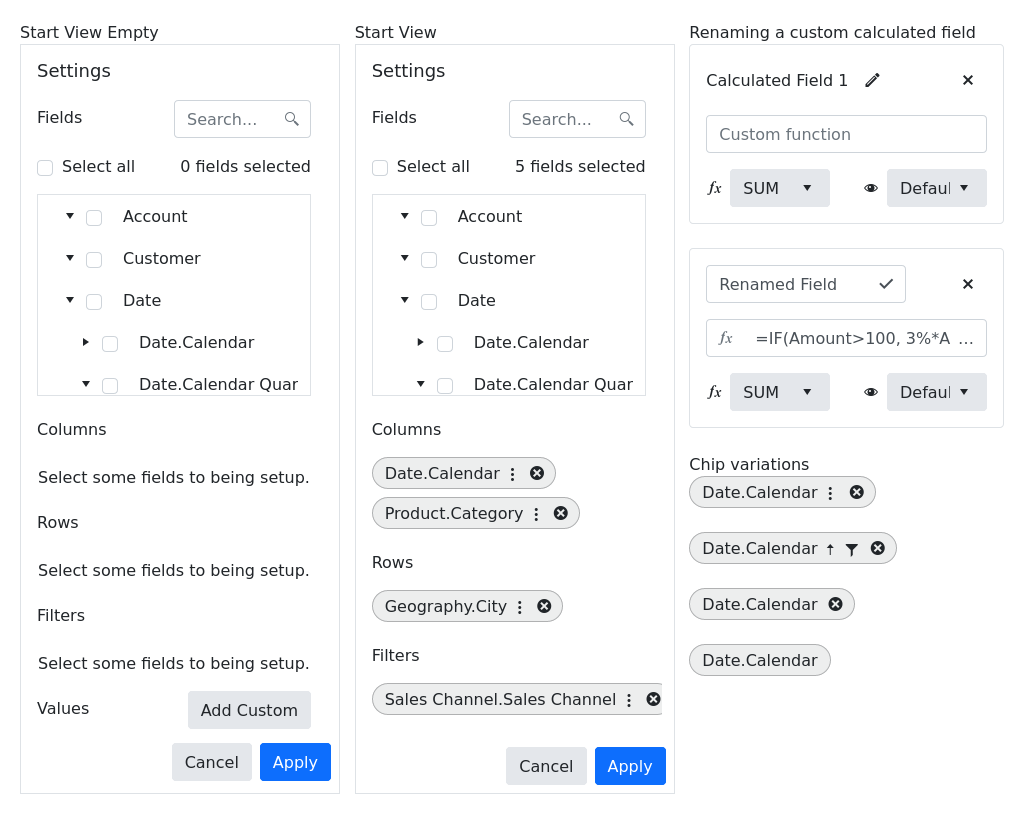 Start View Empty
Settings
Fields
Search...
Select all
0 fields selected
Account
Customer
Date
Date.Calendar
Date.Calendar Quar
Columns
Select some fields to being setup.
Rows
Select some fields to being setup.
Filters
Select some fields to being setup.
Values
Add Custom
Cancel
Apply
Start View
Settings
Fields
Search...
Select all
5 fields selected
Account
Customer
Date
Date.Calendar
Date.Calendar Quar
Columns
Date.Calendar
Product.Category
Rows
Geography.City
Filters
Sales Channel.Sales Channel
Cancel
Apply
Renaming a custom calculated field
Calculated Field 1
Custom function
fx
SUM
Defaul
Renamed Field
fx
=IF(Amount>100, 3%*A ...
fx
SUM
Defaul
Chip variations
Date.Calendar
Date.Calendar
Date.Calendar
Date.Calendar